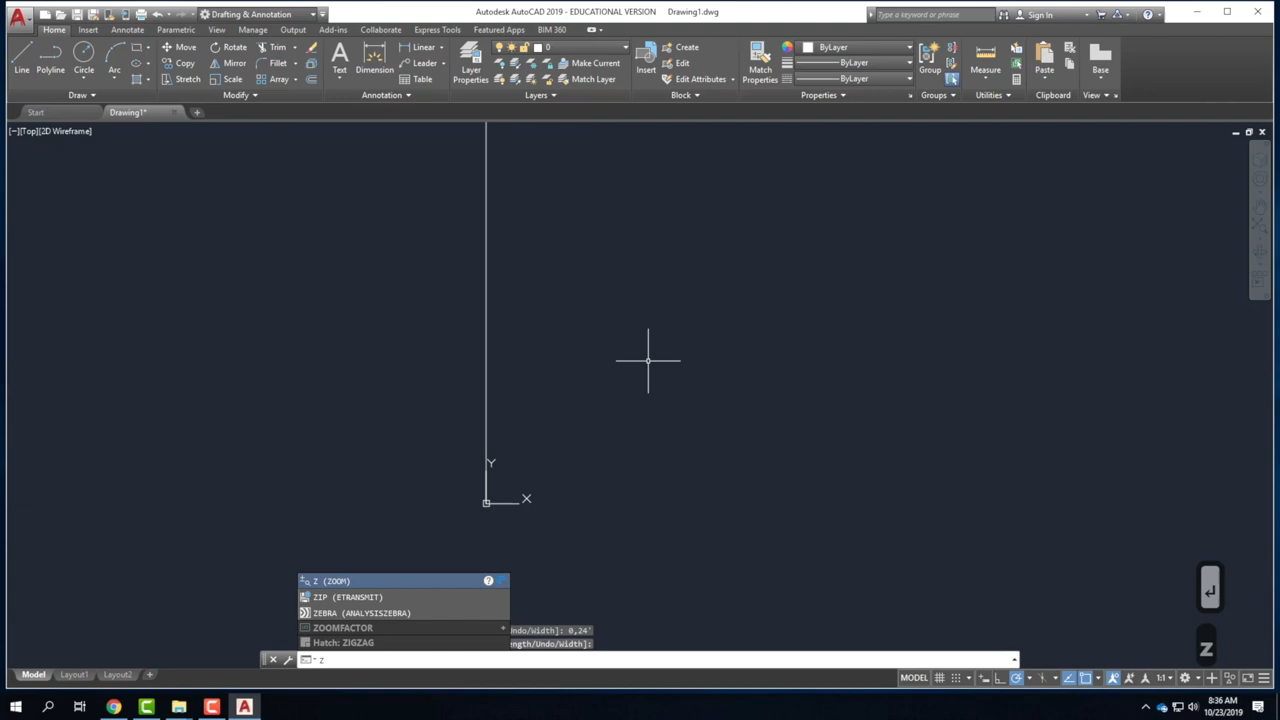 Autodesk AutoCAD 2019 - EDUCATIONAL VERSION Drawing1.dwg
Drafting & Annotation
Type a keyword or phrase
Sign In
Home Insert Annotate Parametric View Manage Output Add-ins Collaborate Express Tools Featured Apps BIM 360
Line
Polyline
Circle
Arc
Draw
Move
Rotate
Trim
Copy
Mirror
Fillet
Stretch
Scale
Array
Modify
Text
Dimension
Linear
Leader
Table
Annotation
Layer
Properties
0
Make Current
Match Layer
Layers
Insert
Create
Edit
Edit Attributes
Block
Match
Properties
ByLayer
ByLayer
ByLayer
Properties
Group
Groups
Measure
Utilities
Paste
Clipboard
Base
View
Start
Drawing1*
[−][Top][2D Wireframe]
Y
X
Z (ZOOM)
ZIP (ETRANSMIT)
ZEBRA (ANALYSISZEBRA)
ZOOMFACTOR
Hatch: ZIGZAG
Undo/Width]: 0,24'
ength/Undo/Width]:
Z
z
Model
Layout1
Layout2
MODEL
1:1
8:36 AM
10/23/2019